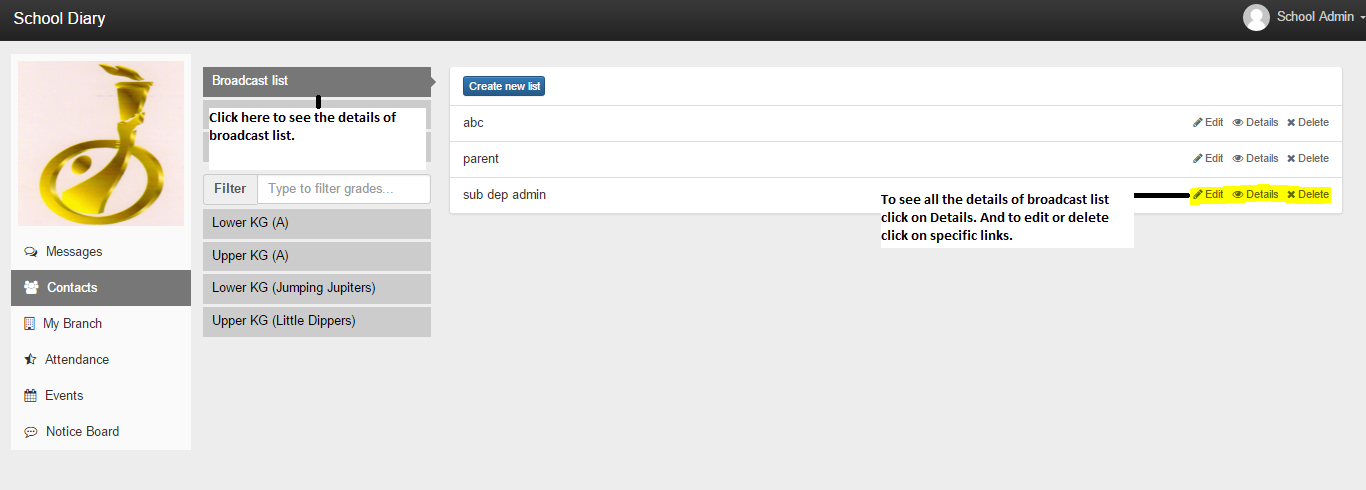 School Diary
School Admin
Messages
Contacts
My Branch
Attendance
Events
Notice Board
Broadcast list
Click here to see the details of
broadcast list.
Filter Type to filter grades...
Lower KG (A)
Upper KG (A)
Lower KG (Jumping Jupiters)
Upper KG (Little Dippers)
Create new list
abc Edit Details Delete
parent Edit Details Delete
sub dep admin Edit Details Delete
To see all the details of broadcast list
click on Details. And to edit or delete
click on specific links.